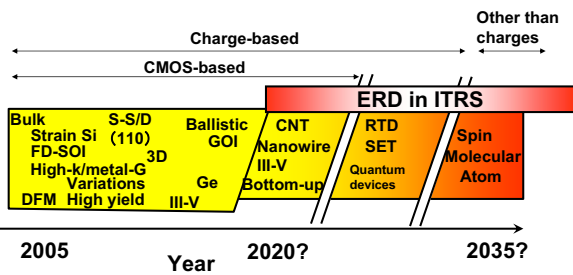 Other than
charges
Charge-based
CMOS-based
ERD in ITRS
Bulk
S-S/D
Strain Si
(110)
FD-SOI
3D
High-k/metal-G
Variations
DFM
High yield
Ballistic
GOI
Ge
III-V
CNT
Nanowire
III-V
Bottom-up
RTD
SET
Quantum
devices
Spin
Molecular
Atom
2005
Year
2020?
2035?